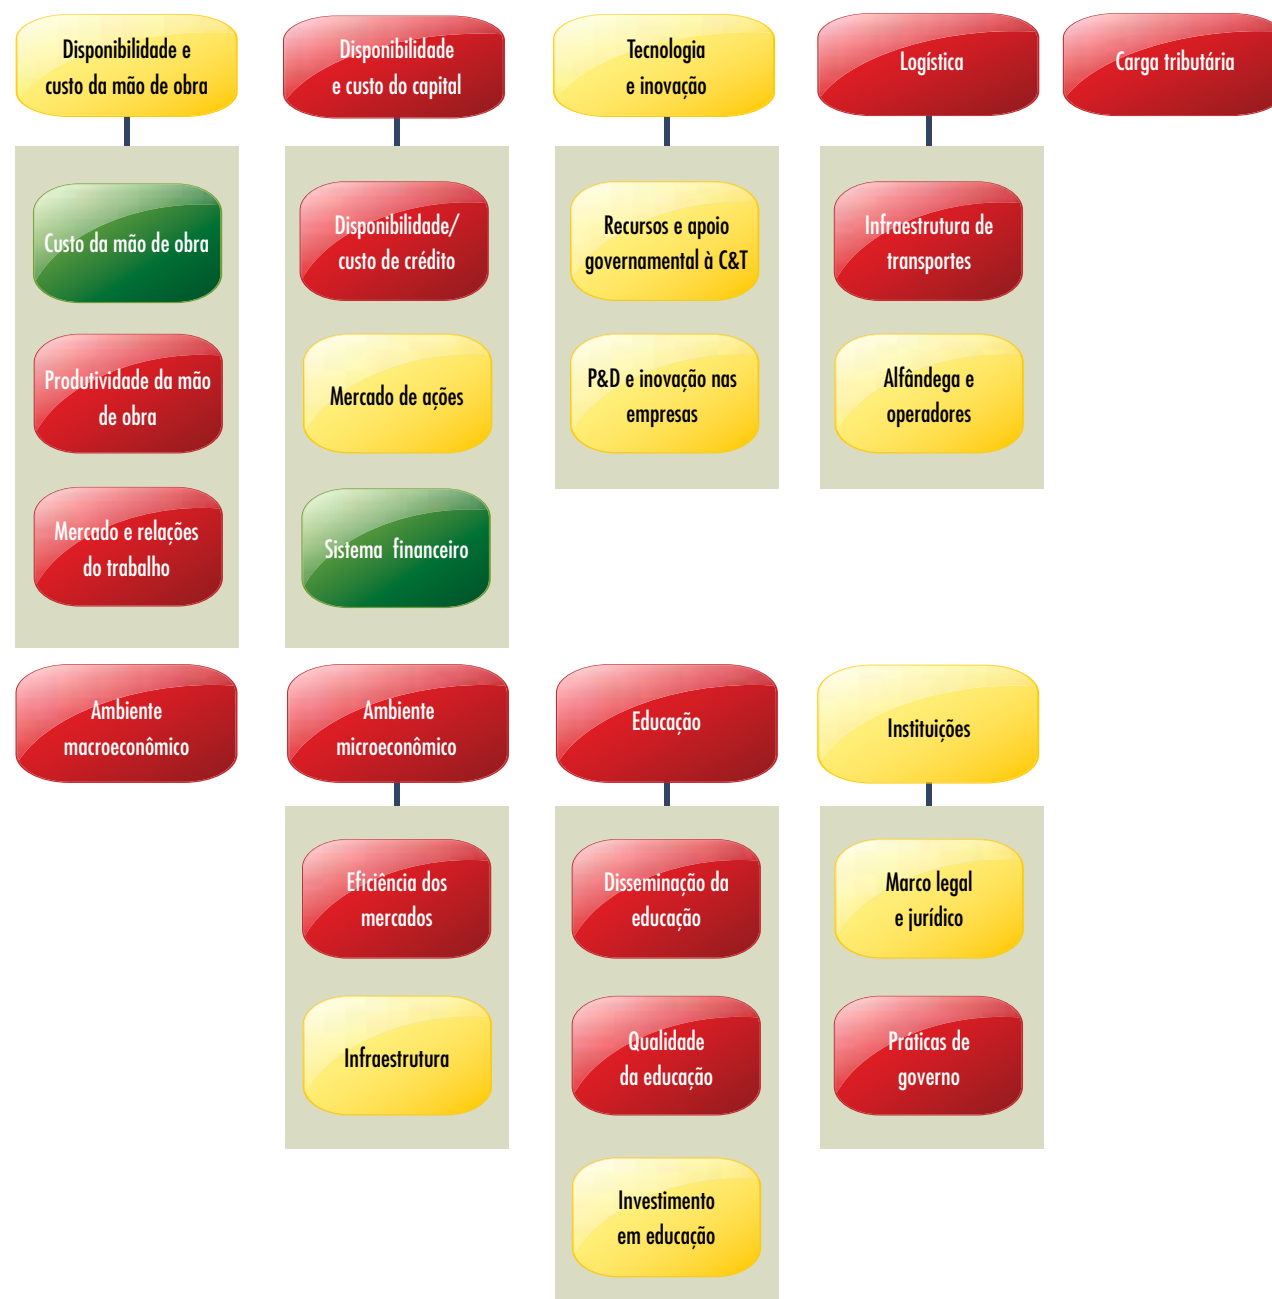 Disponibilidade e
custo da mão de obra
Disponibilidade
e custo do capital
Tecnologia
e inovação
Logística
Carga tributária
Custo da mão de obra
Produtividade da mão
de obra
Mercado e relações
do trabalho
Disponibilidade/
custo de crédito
Mercado de ações
Sistema financeiro
Recursos e apoio
governamental à C&T
P&D e inovação nas
empresas
Infraestrutura de
transportes
Alfândega e
operadores
Ambiente
macroeconômico
Ambiente
microeconômico
Educação
Instituições
Eficiência dos
mercados
Infraestrutura
Disseminação da
educação
Qualidade
da educação
Investimento
em educação
Marco legal
e jurídico
Práticas de
governo